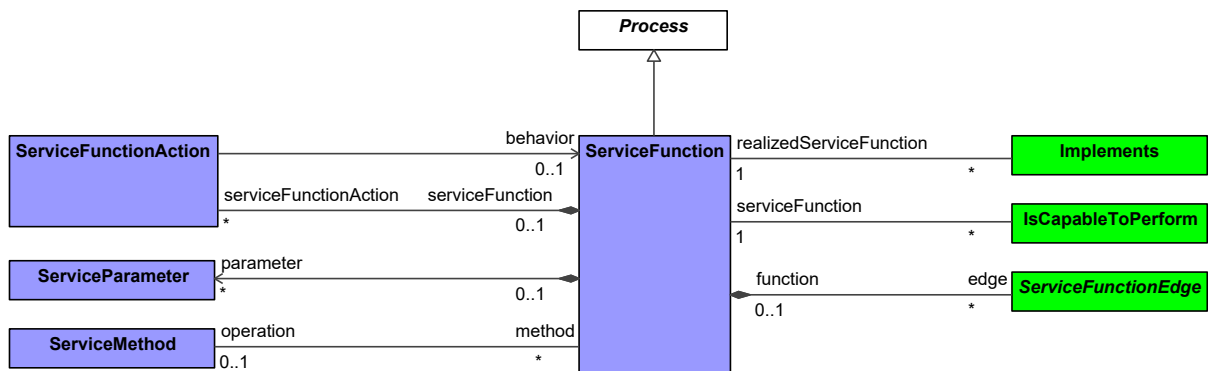 Process
ServiceFunctionAction
behavior
0..1
ServiceFunction
realizedServiceFunction
1
*
Implements
serviceFunctionAction
*
serviceFunction
0..1
serviceFunction
1
*
IsCapableToPerform
ServiceParameter
parameter
*
0..1
function
0..1
edge
*
ServiceFunctionEdge
ServiceMethod
operation
0..1
method
*